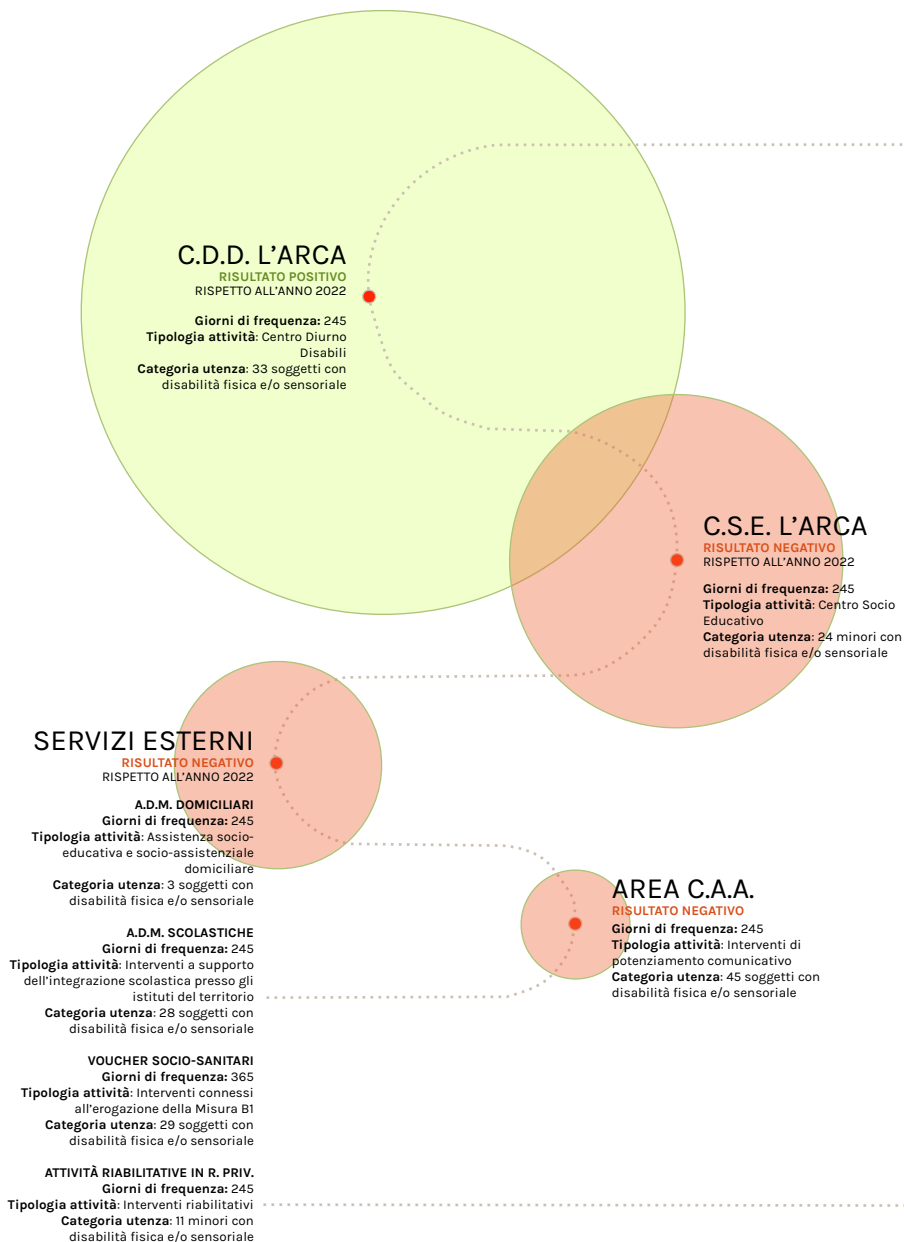 C.D.D. L’ARCA
RISULTATO POSITIVO
RISPETTO ALL’ANNO 2022
Giorni di frequenza: 245
Tipologia attività: Centro Diurno
Disabili
Categoria utenza: 33 soggetti con
disabilità fisica e/o sensoriale
C.S.E. L’ARCA
RISULTATO NEGATIVO
RISPETTO ALL’ANNO 2022
Giorni di frequenza: 245
Tipologia attività: Centro Socio
Educativo
Categoria utenza: 24 minori con
disabilità fisica e/o sensoriale
SERVIZI ESTERNI
RISULTATO NEGATIVO
RISPETTO ALL’ANNO 2022
A.D.M. DOMICILIARI
Giorni di frequenza: 245
Tipologia attività: Assistenza socio-
educativa e socio-assistenziale
domiciliare
Categoria utenza: 3 soggetti con
disabilità fisica e/o sensoriale
A.D.M. SCOLASTICHE
Giorni di frequenza: 245
Tipologia attività: Interventi a supporto
dell’integrazione scolastica presso gli
istituti del territorio
Categoria utenza: 28 soggetti con
disabilità fisica e/o sensoriale
VOUCHER SOCIO-SANITARI
Giorni di frequenza: 365
Tipologia attività: Interventi connessi
all’erogazione della Misura B1
Categoria utenza: 29 soggetti con
disabilità fisica e/o sensoriale
ATTIVITÀ RIABILITATIVE IN R. PRIV.
Giorni di frequenza: 245
Tipologia attività: Interventi riabilitativi
Categoria utenza: 11 minori con
disabilità fisica e/o sensoriale
AREA C.A.A.
RISULTATO NEGATIVO
Giorni di frequenza: 245
Tipologia attività: Interventi di
potenziamento comunicativo
Categoria utenza: 45 soggetti con
disabilità fisica e/o sensoriale